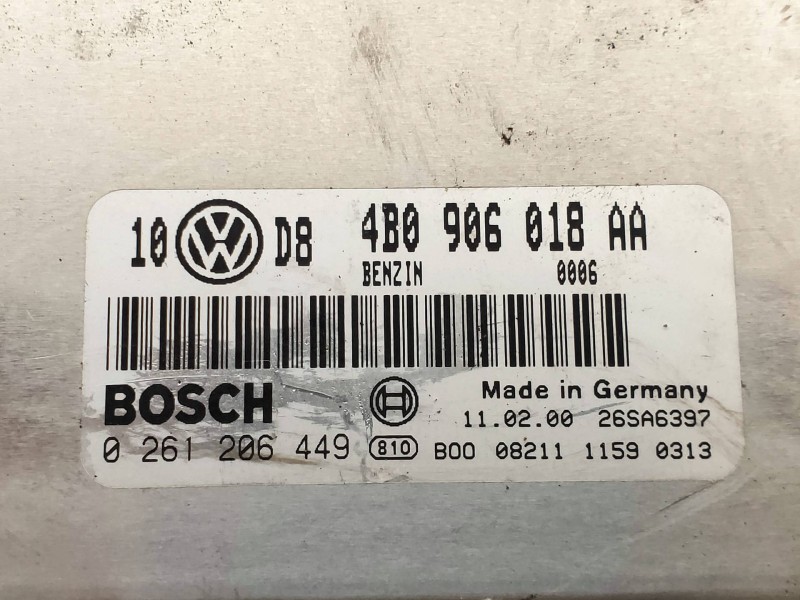 10 VW D8 4B0 906 018 AA
BENZIN 0006
BOSCH Made in Germany
11.02.00 26SA6397
0 261 206 449 810 B00 08211 1159 0313